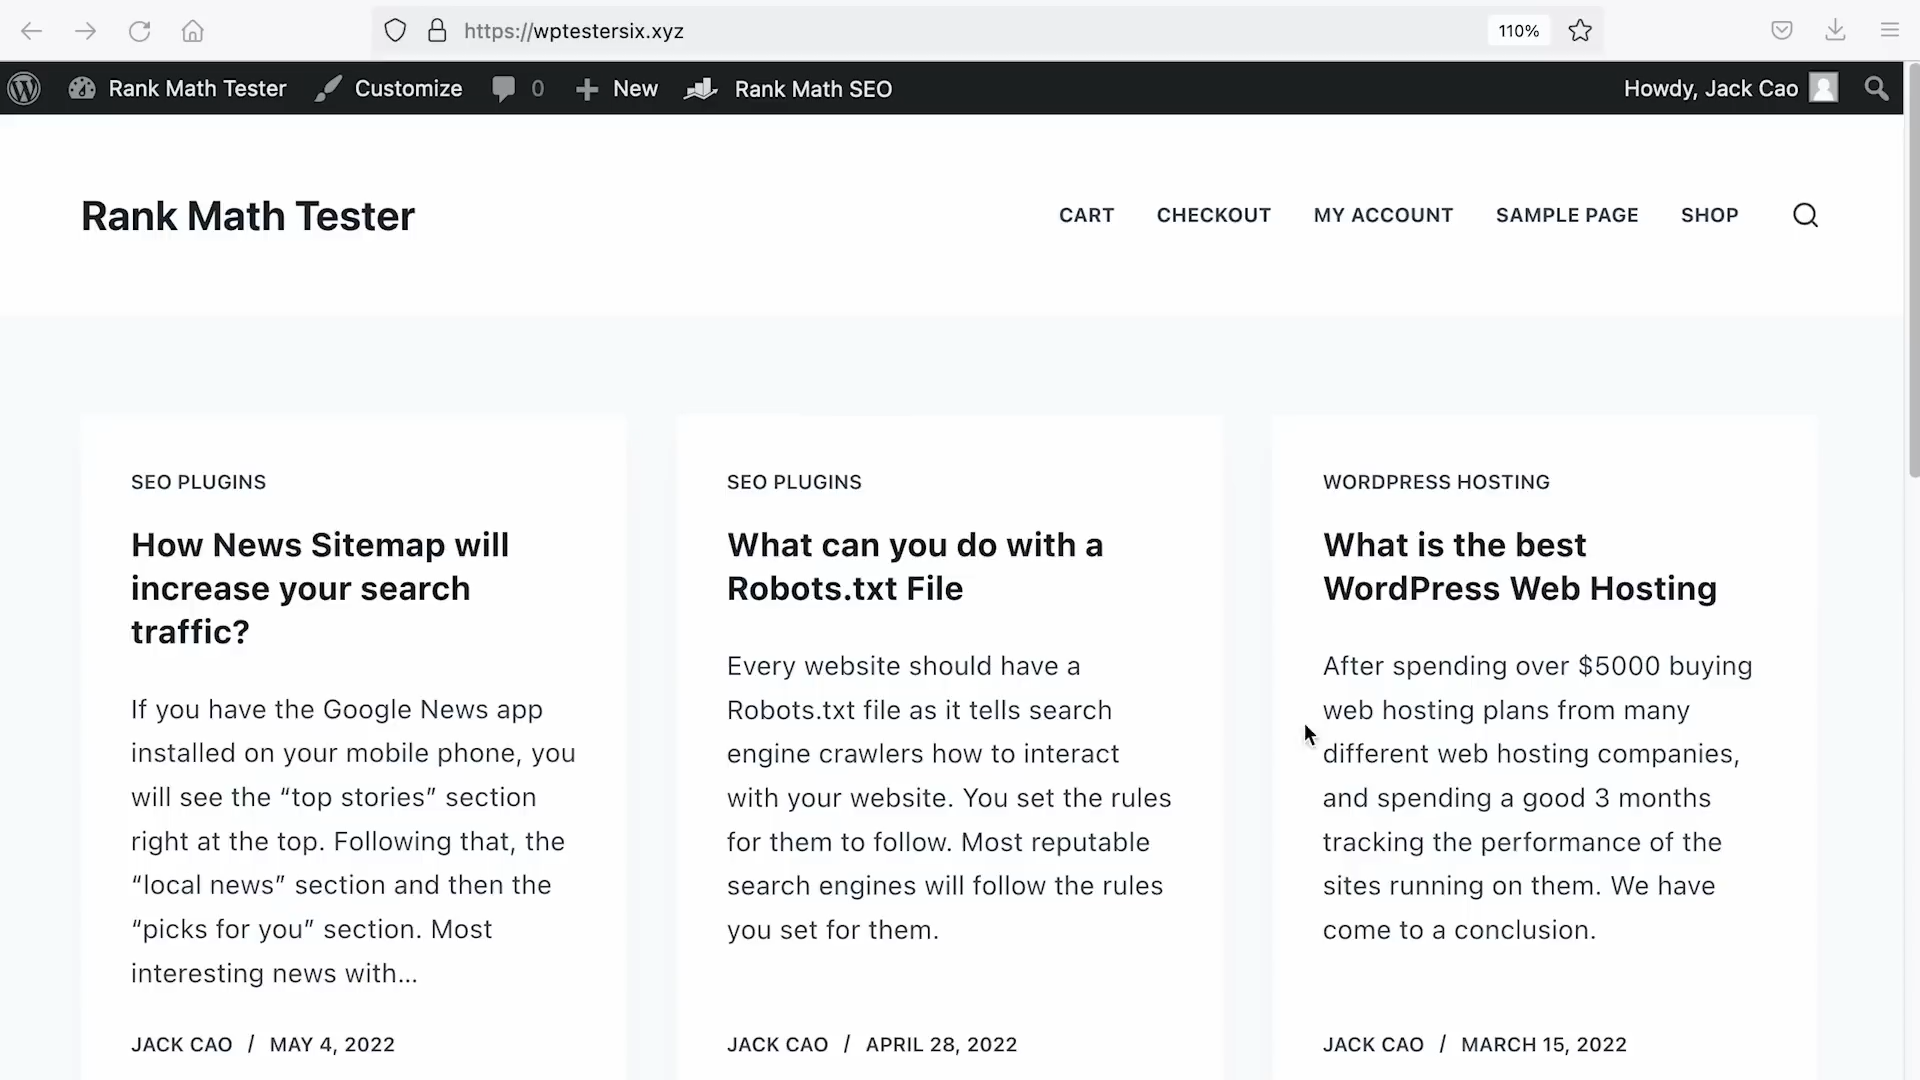 https://wptestersix.xyz
110%
Rank Math Tester
Customize
0
New
Rank Math SEO
Howdy, Jack Cao
Rank Math Tester
CART
CHECKOUT
MY ACCOUNT
SAMPLE PAGE
SHOP
SEO PLUGINS
How News Sitemap will
increase your search
traffic?
If you have the Google News app
installed on your mobile phone, you
will see the “top stories” section
right at the top. Following that, the
“local news” section and then the
“picks for you” section. Most
interesting news with...
JACK CAO / MAY 4, 2022
SEO PLUGINS
What can you do with a
Robots.txt File
Every website should have a
Robots.txt file as it tells search
engine crawlers how to interact
with your website. You set the rules
for them to follow. Most reputable
search engines will follow the rules
you set for them.
JACK CAO / APRIL 28, 2022
WORDPRESS HOSTING
What is the best
WordPress Web Hosting
After spending over $5000 buying
web hosting plans from many
different web hosting companies,
and spending a good 3 months
tracking the performance of the
sites running on them. We have
come to a conclusion.
JACK CAO / MARCH 15, 2022